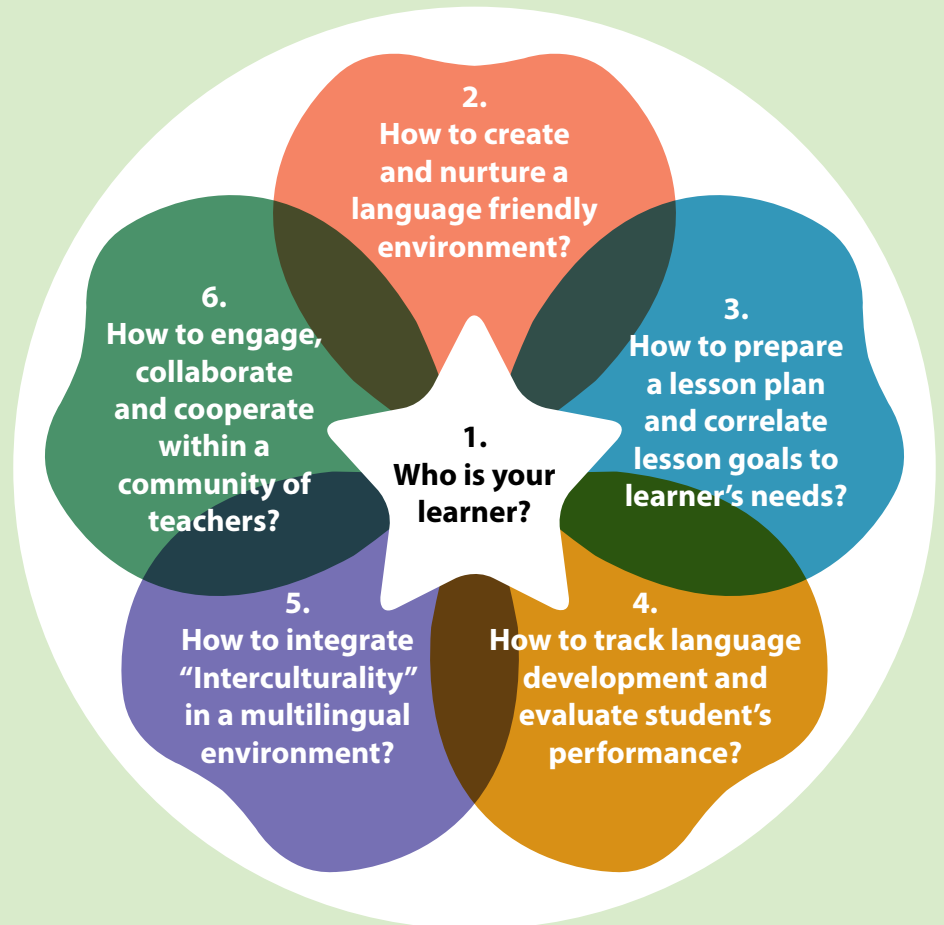 1.
Who is your
learner?
2.
How to create
and nurture a
language friendly
environment?
3.
How to prepare
a lesson plan
and correlate
lesson goals to
learner’s needs?
4.
How to track language
development and
evaluate student’s
performance?
5.
How to integrate
“Interculturality”
in a multilingual
environment?
6.
How to engage,
collaborate
and cooperate
within a
community of
teachers?